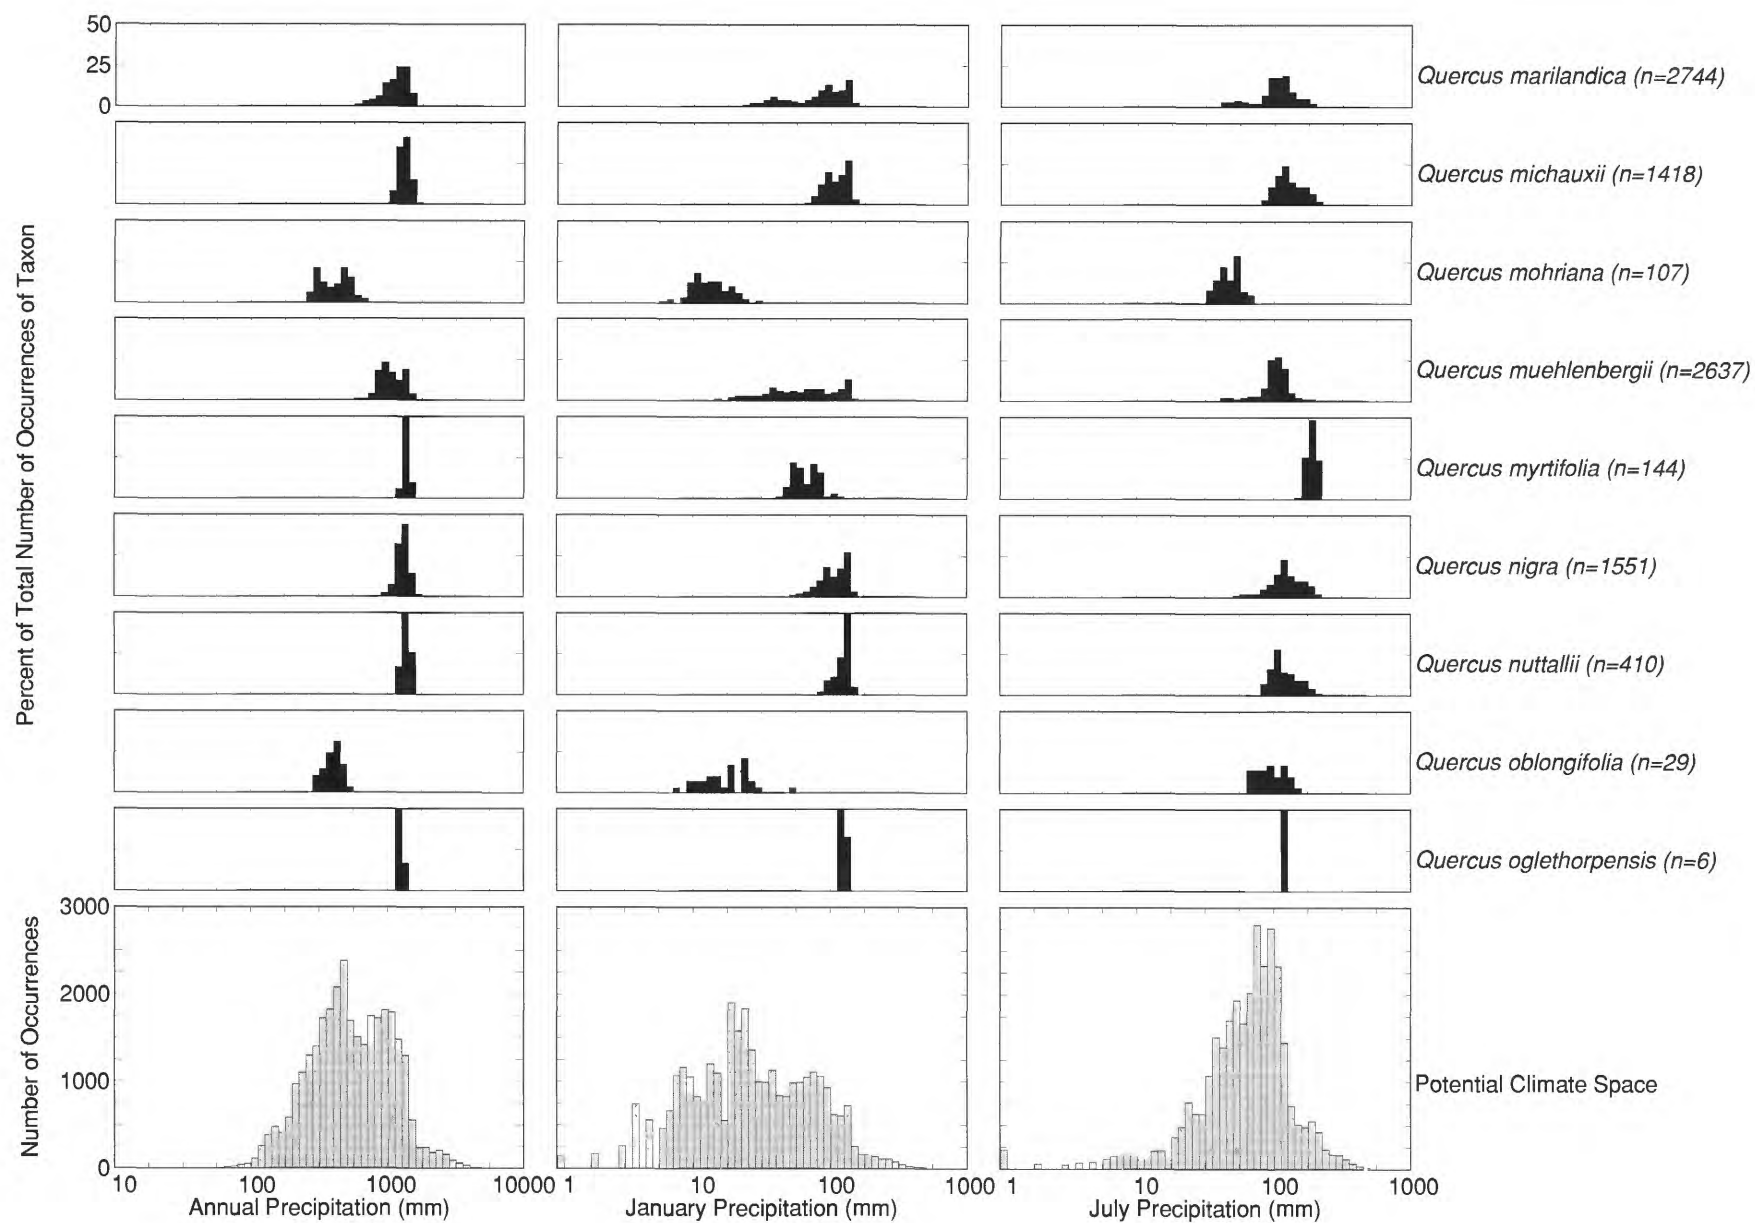 50
25
0
Quercus marilandica (n=2744)
Quercus michauxii (n=1418)
Quercus mohriana (n=107)
Quercus muehlenbergii (n=2637)
Quercus myrtifolia (n=144)
Quercus nigra (n=1551)
Quercus nuttallii (n=410)
Quercus oblongifolia (n=29)
Quercus oglethorpensis (n=6)
Percent of Total Number of Occurrences of Taxon
3000
2000
1000
0
Number of Occurrences
Potential Climate Space
10 100 1000 10000
1 10 100 1000
1 10 100 1000
Annual Precipitation (mm)
January Precipitation (mm)
July Precipitation (mm)